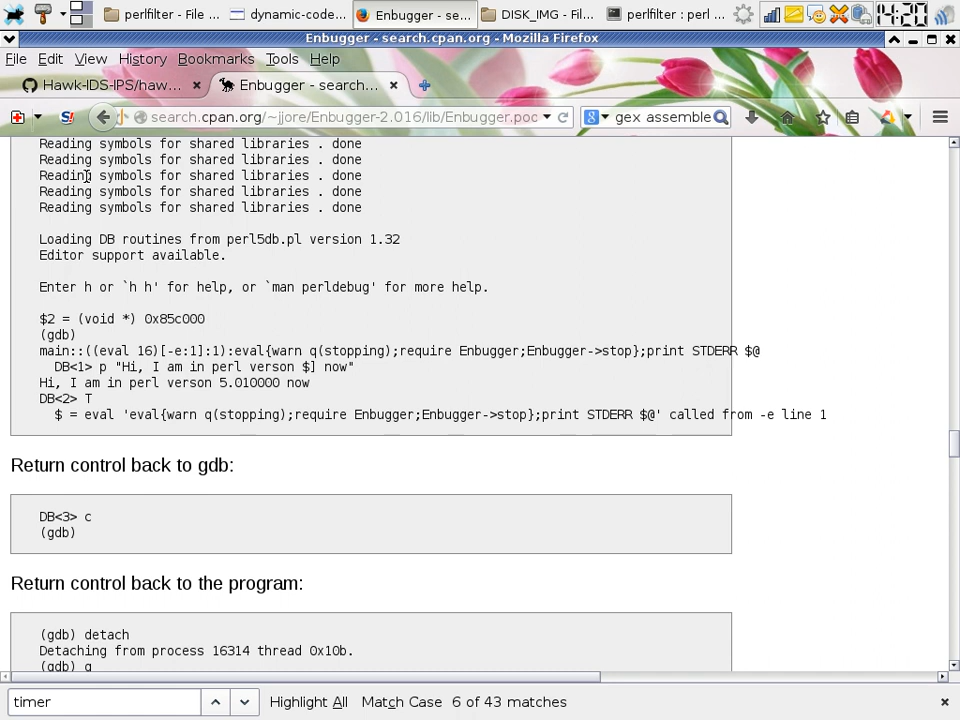 perlfilter - File ...
dynamic-code...
Enbugger - se...
DISK_IMG - Fil...
perlfilter : perl ...
14:20
Enbugger - search.cpan.org - Mozilla Firefox
File Edit View History Bookmarks Tools Help
Hawk-IDS-IPS/haw...
Enbugger - search...
search.cpan.org/~jjore/Enbugger-2.016/lib/Enbugger.poc
gex assemble
Reading symbols for shared libraries . done
Reading symbols for shared libraries . done
Reading symbols for shared libraries . done
Reading symbols for shared libraries . done
Reading symbols for shared libraries . done
Loading DB routines from perl5db.pl version 1.32
Editor support available.
Enter h or `h h' for help, or `man perldebug' for more help.
$2 = (void *) 0x85c000
(gdb)
main::((eval 16)[-e:1]:1):eval{warn q(stopping);require Enbugger;Enbugger->stop};print STDERR $@
DB<1> p "Hi, I am in perl verson $] now"
Hi, I am in perl verson 5.010000 now
DB<2> T
$ = eval 'eval{warn q(stopping);require Enbugger;Enbugger->stop};print STDERR $@' called from -e line 1
Return control back to gdb:
DB<3> c
(gdb)
Return control back to the program:
(gdb) detach
Detaching from process 16314 thread 0x10b.
(gdb) q
timer
Highlight All Match Case 6 of 43 matches